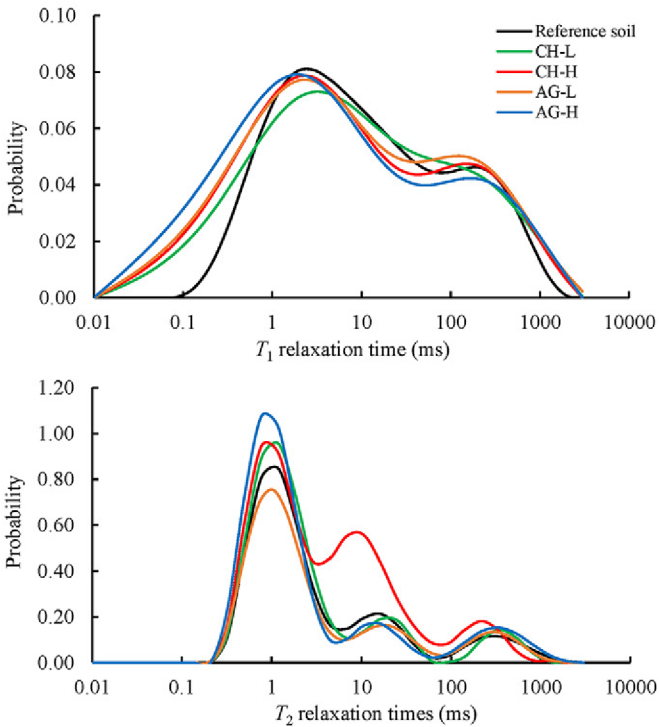 0.10
0.08
0.06
0.04
0.02
0.00
Probability
Reference soil
CH-L
CH-H
AG-L
AG-H
0.01 0.1 1 10 100 1000 10000
T1 relaxation time (ms)
1.20
1.00
0.80
0.60
0.40
0.20
0.00
Probability
0.01 0.1 1 10 100 1000 10000
T2 relaxation times (ms)